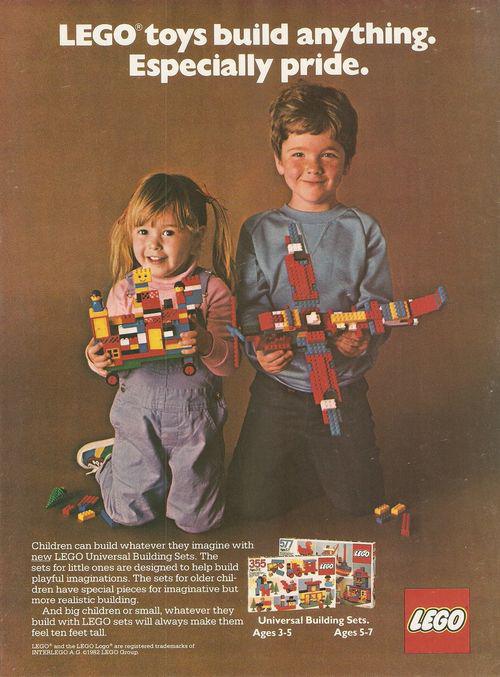 LEGO® toys build anything.
Especially pride.
Children can build whatever they imagine with
new LEGO Universal Building Sets. The
sets for little ones are designed to help build
playful imaginations. The sets for older chil-
dren have special pieces for imaginative but
more realistic building.
And big children or small, whatever they
build with LEGO sets will always make them
feel ten feet tall.
LEGO® and the LEGO Logo® are registered trademarks of
INTERLEGO A.G. ©1982 LEGO Group.
577
LEGO
355
LEGO
Universal Building Sets.
Ages 3-5 Ages 5-7
LEGO